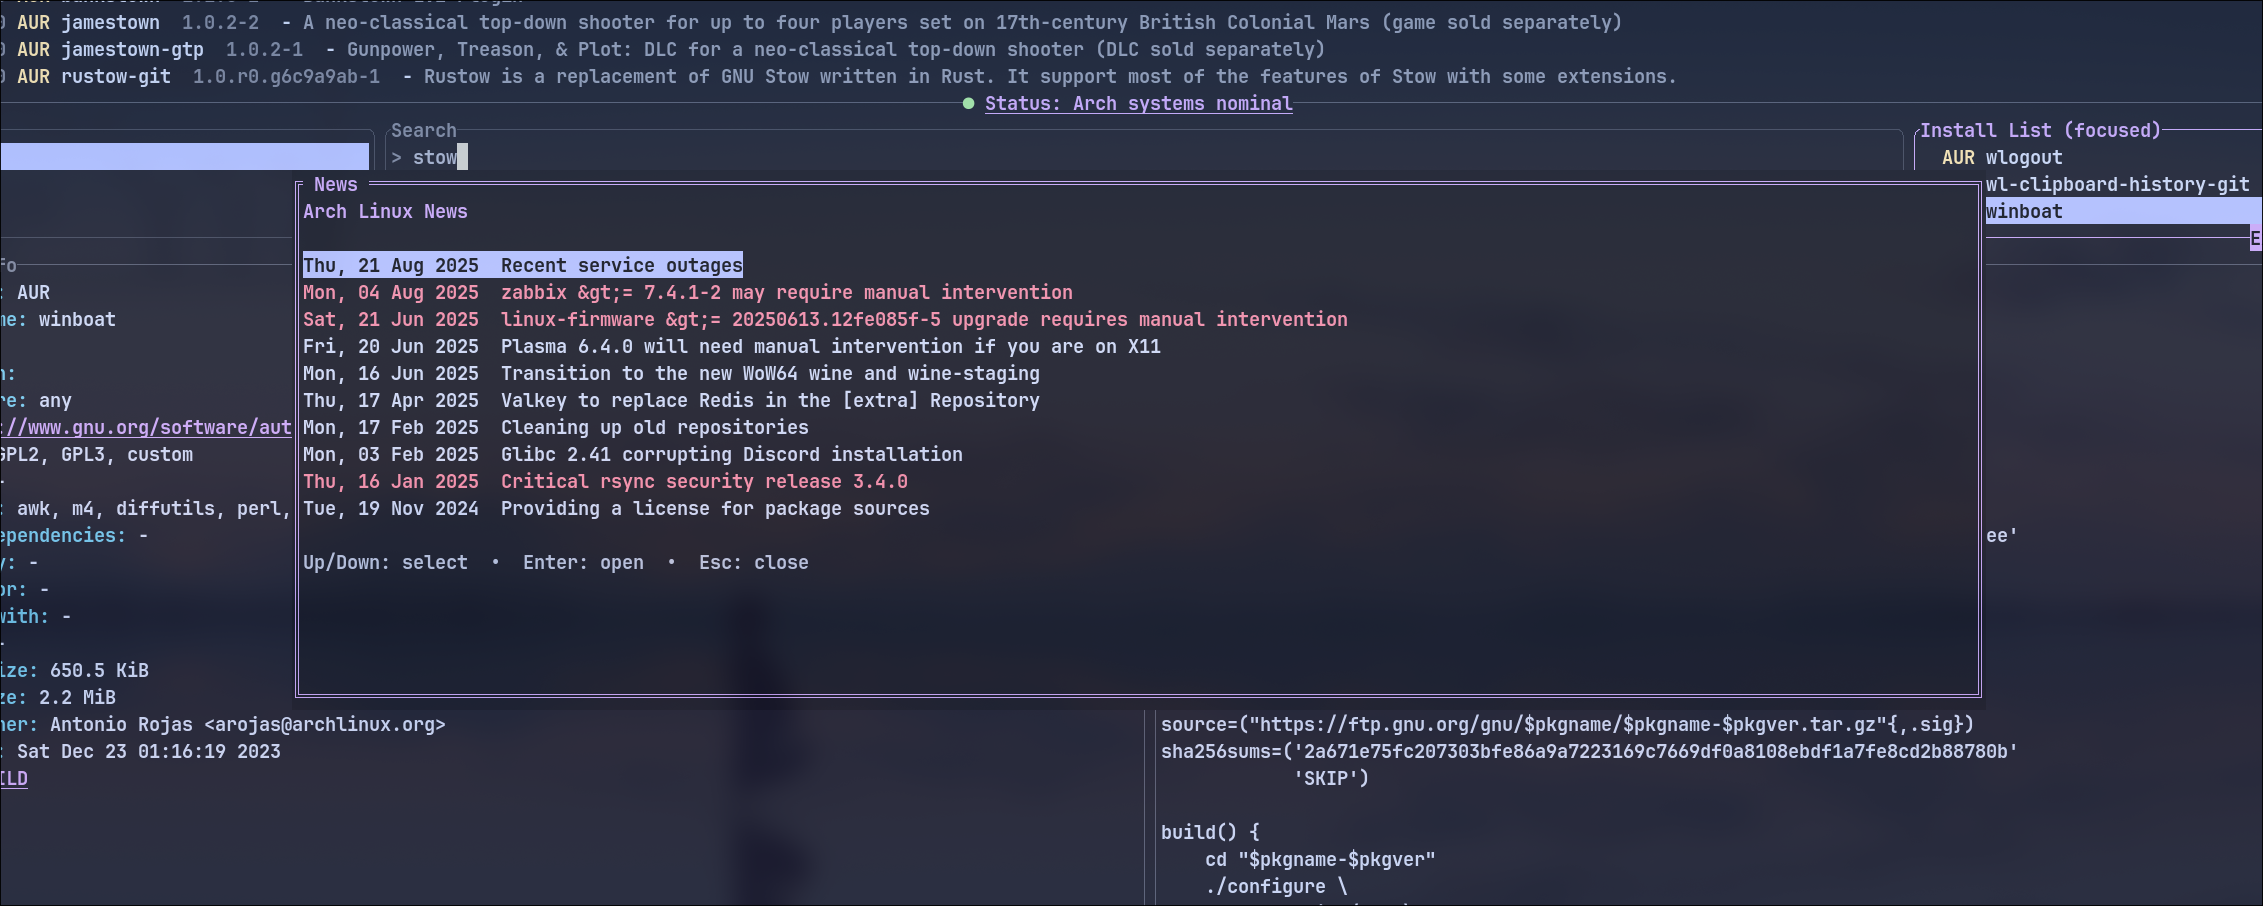 AUR jamestown 1.0.2-2 - A neo-classical top-down shooter for up to four players set on 17th-century British Colonial Mars (game sold separately)
AUR jamestown-gtp 1.0.2-1 - Gunpower, Treason, & Plot: DLC for a neo-classical top-down shooter (DLC sold separately)
AUR rustow-git 1.0.r0.g6c9a9ab-1 - Rustow is a replacement of GNU Stow written in Rust. It support most of the features of Stow with some extensions.
● Status: Arch systems nominal
Search
> stow
Install List (focused)
AUR wlogout
wl-clipboard-history-git
winboat
E
News
Arch Linux News
Thu, 21 Aug 2025 Recent service outages
Mon, 04 Aug 2025 zabbix &gt;= 7.4.1-2 may require manual intervention
Sat, 21 Jun 2025 linux-firmware &gt;= 20250613.12fe085f-5 upgrade requires manual intervention
Fri, 20 Jun 2025 Plasma 6.4.0 will need manual intervention if you are on X11
Mon, 16 Jun 2025 Transition to the new WoW64 wine and wine-staging
Thu, 17 Apr 2025 Valkey to replace Redis in the [extra] Repository
Mon, 17 Feb 2025 Cleaning up old repositories
Mon, 03 Feb 2025 Glibc 2.41 corrupting Discord installation
Thu, 16 Jan 2025 Critical rsync security release 3.4.0
Tue, 19 Nov 2024 Providing a license for package sources
Up/Down: select • Enter: open • Esc: close
fo
: AUR
me: winboat
n:
re: any
://www.gnu.org/software/aut
GPL2, GPL3, custom
-
: awk, m4, diffutils, perl,
ependencies: -
y: -
or: -
with: -
-
ize: 650.5 KiB
ze: 2.2 MiB
ner: Antonio Rojas <arojas@archlinux.org>
: Sat Dec 23 01:16:19 2023
ILD
ee'
source=("https://ftp.gnu.org/gnu/$pkgname/$pkgname-$pkgver.tar.gz"{,.sig})
sha256sums=('2a671e75fc207303bfe86a9a7223169c7669df0a8108ebdf1a7fe8cd2b88780b'
'SKIP')
build() {
cd "$pkgname-$pkgver"
./configure \